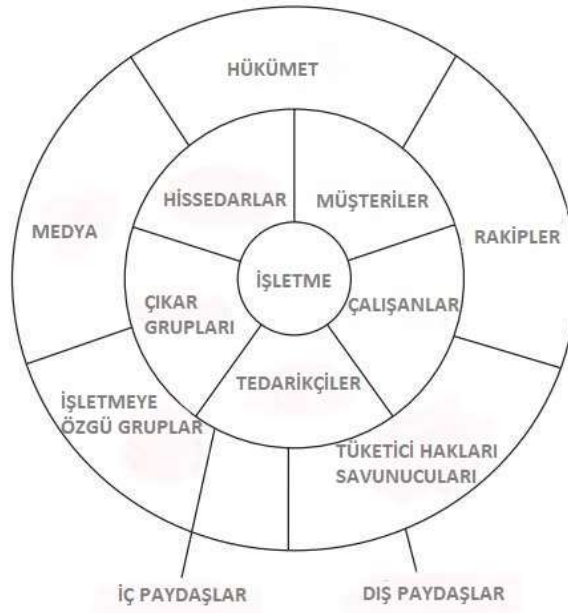 HÜKÜMET
HİSSEDARLAR
MÜŞTERİLER
MEDYA
RAKİPLER
İŞLETME
ÇIKAR
GRUPLARI
ÇALIŞANLAR
TEDARİKÇİLER
İŞLETMEYE
ÖZGÜ GRUPLAR
TÜKETİCİ HAKLARI
SAVUNUCULARI
İÇ PAYDAŞLAR
DIŞ PAYDAŞLAR